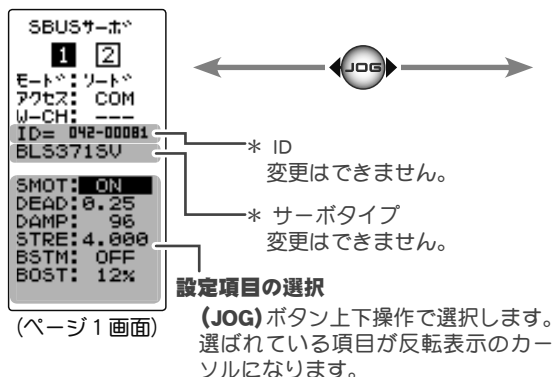 SBUSサーボ
1 2
モード:リード
アクセス: COM
W-CH: ---
ID= 042-00081
BLS371SV
SMOT: ON
DEAD:0.25
DAMP: 96
STRE:4.000
BSTM: OFF
BOST: 12%
(ページ1画面)
JOG
* ID
変更はできません。
* サーボタイプ
変更はできません。
設定項目の選択
(JOG)ボタン上下操作で選択します。
選ばれている項目が反転表示のカー
ソルになります。